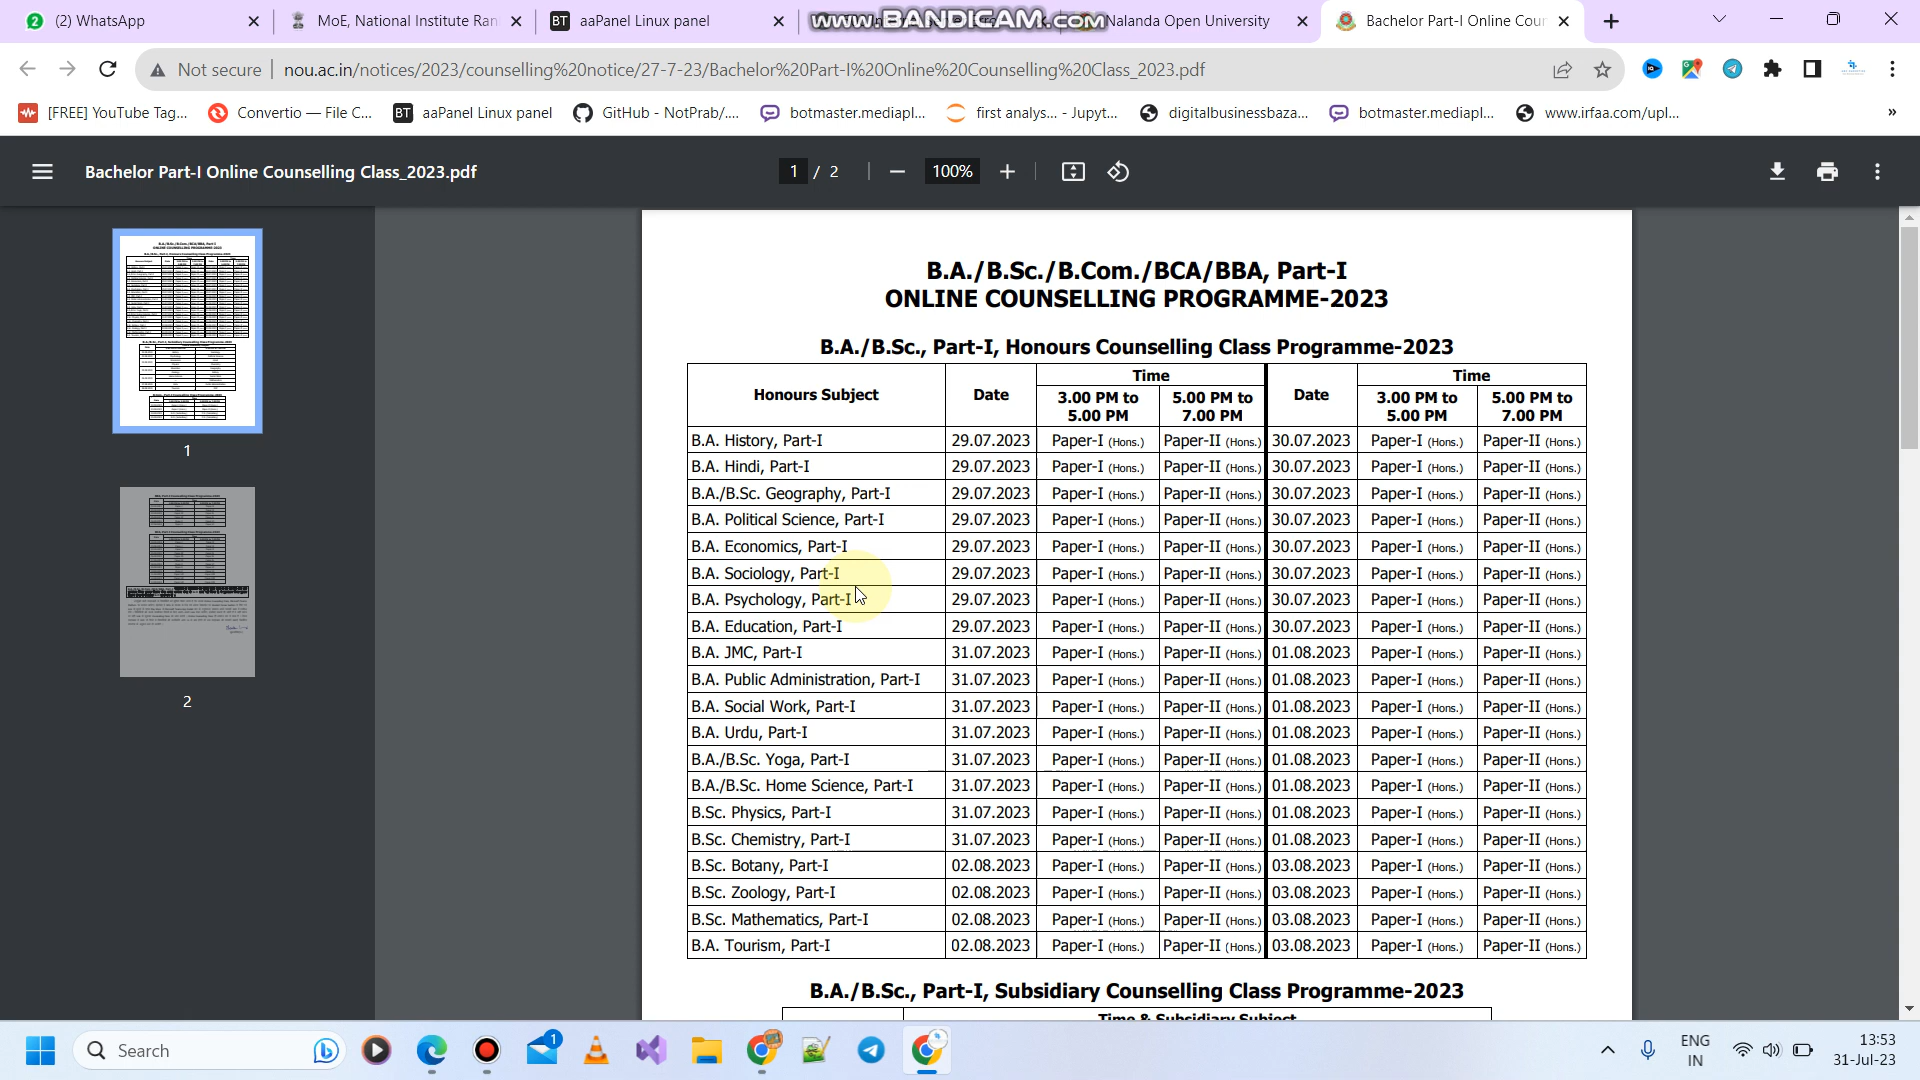 (2) WhatsApp
MoE, National Institute Ran
BT aaPanel Linux panel
www.BANDICAM.com
Nalanda Open University
Bachelor Part-I Online Coun
Not secure nou.ac.in/notices/2023/counselling%20notice/27-7-23/Bachelor%20Part-I%20Online%20Counselling%20Class_2023.pdf
[FREE] YouTube Tag...
Convertio — File C...
BT aaPanel Linux panel
GitHub - NotPrab/....
botmaster.mediapl...
first analys... - Jupyt...
digitalbusinessbaza...
botmaster.mediapl...
www.irfaa.com/upl...
»
Bachelor Part-I Online Counselling Class_2023.pdf
1 / 2
100%
1
2
B.A./B.Sc./B.Com./BCA/BBA, Part-I
ONLINE COUNSELLING PROGRAMME-2023
B.A./B.Sc., Part-I, Honours Counselling Class Programme-2023
Honours Subject Date Time Date Time
3.00 PM to 5.00 PM 5.00 PM to 7.00 PM 3.00 PM to 5.00 PM 5.00 PM to 7.00 PM
B.A. History, Part-I 29.07.2023 Paper-I (Hons.) Paper-II (Hons.) 30.07.2023 Paper-I (Hons.) Paper-II (Hons.)
B.A. Hindi, Part-I 29.07.2023 Paper-I (Hons.) Paper-II (Hons.) 30.07.2023 Paper-I (Hons.) Paper-II (Hons.)
B.A./B.Sc. Geography, Part-I 29.07.2023 Paper-I (Hons.) Paper-II (Hons.) 30.07.2023 Paper-I (Hons.) Paper-II (Hons.)
B.A. Political Science, Part-I 29.07.2023 Paper-I (Hons.) Paper-II (Hons.) 30.07.2023 Paper-I (Hons.) Paper-II (Hons.)
B.A. Economics, Part-I 29.07.2023 Paper-I (Hons.) Paper-II (Hons.) 30.07.2023 Paper-I (Hons.) Paper-II (Hons.)
B.A. Sociology, Part-I 29.07.2023 Paper-I (Hons.) Paper-II (Hons.) 30.07.2023 Paper-I (Hons.) Paper-II (Hons.)
B.A. Psychology, Part-I 29.07.2023 Paper-I (Hons.) Paper-II (Hons.) 30.07.2023 Paper-I (Hons.) Paper-II (Hons.)
B.A. Education, Part-I 29.07.2023 Paper-I (Hons.) Paper-II (Hons.) 30.07.2023 Paper-I (Hons.) Paper-II (Hons.)
B.A. JMC, Part-I 31.07.2023 Paper-I (Hons.) Paper-II (Hons.) 01.08.2023 Paper-I (Hons.) Paper-II (Hons.)
B.A. Public Administration, Part-I 31.07.2023 Paper-I (Hons.) Paper-II (Hons.) 01.08.2023 Paper-I (Hons.) Paper-II (Hons.)
B.A. Social Work, Part-I 31.07.2023 Paper-I (Hons.) Paper-II (Hons.) 01.08.2023 Paper-I (Hons.) Paper-II (Hons.)
B.A. Urdu, Part-I 31.07.2023 Paper-I (Hons.) Paper-II (Hons.) 01.08.2023 Paper-I (Hons.) Paper-II (Hons.)
B.A./B.Sc. Yoga, Part-I 31.07.2023 Paper-I (Hons.) Paper-II (Hons.) 01.08.2023 Paper-I (Hons.) Paper-II (Hons.)
B.A./B.Sc. Home Science, Part-I 31.07.2023 Paper-I (Hons.) Paper-II (Hons.) 01.08.2023 Paper-I (Hons.) Paper-II (Hons.)
B.Sc. Physics, Part-I 31.07.2023 Paper-I (Hons.) Paper-II (Hons.) 01.08.2023 Paper-I (Hons.) Paper-II (Hons.)
B.Sc. Chemistry, Part-I 31.07.2023 Paper-I (Hons.) Paper-II (Hons.) 01.08.2023 Paper-I (Hons.) Paper-II (Hons.)
B.Sc. Botany, Part-I 02.08.2023 Paper-I (Hons.) Paper-II (Hons.) 03.08.2023 Paper-I (Hons.) Paper-II (Hons.)
B.Sc. Zoology, Part-I 02.08.2023 Paper-I (Hons.) Paper-II (Hons.) 03.08.2023 Paper-I (Hons.) Paper-II (Hons.)
B.Sc. Mathematics, Part-I 02.08.2023 Paper-I (Hons.) Paper-II (Hons.) 03.08.2023 Paper-I (Hons.) Paper-II (Hons.)
B.A. Tourism, Part-I 02.08.2023 Paper-I (Hons.) Paper-II (Hons.) 03.08.2023 Paper-I (Hons.) Paper-II (Hons.)
B.A./B.Sc., Part-I, Subsidiary Counselling Class Programme-2023
Time & Subsidiary Subject
Search
1
ENG IN
13:53
31-Jul-23